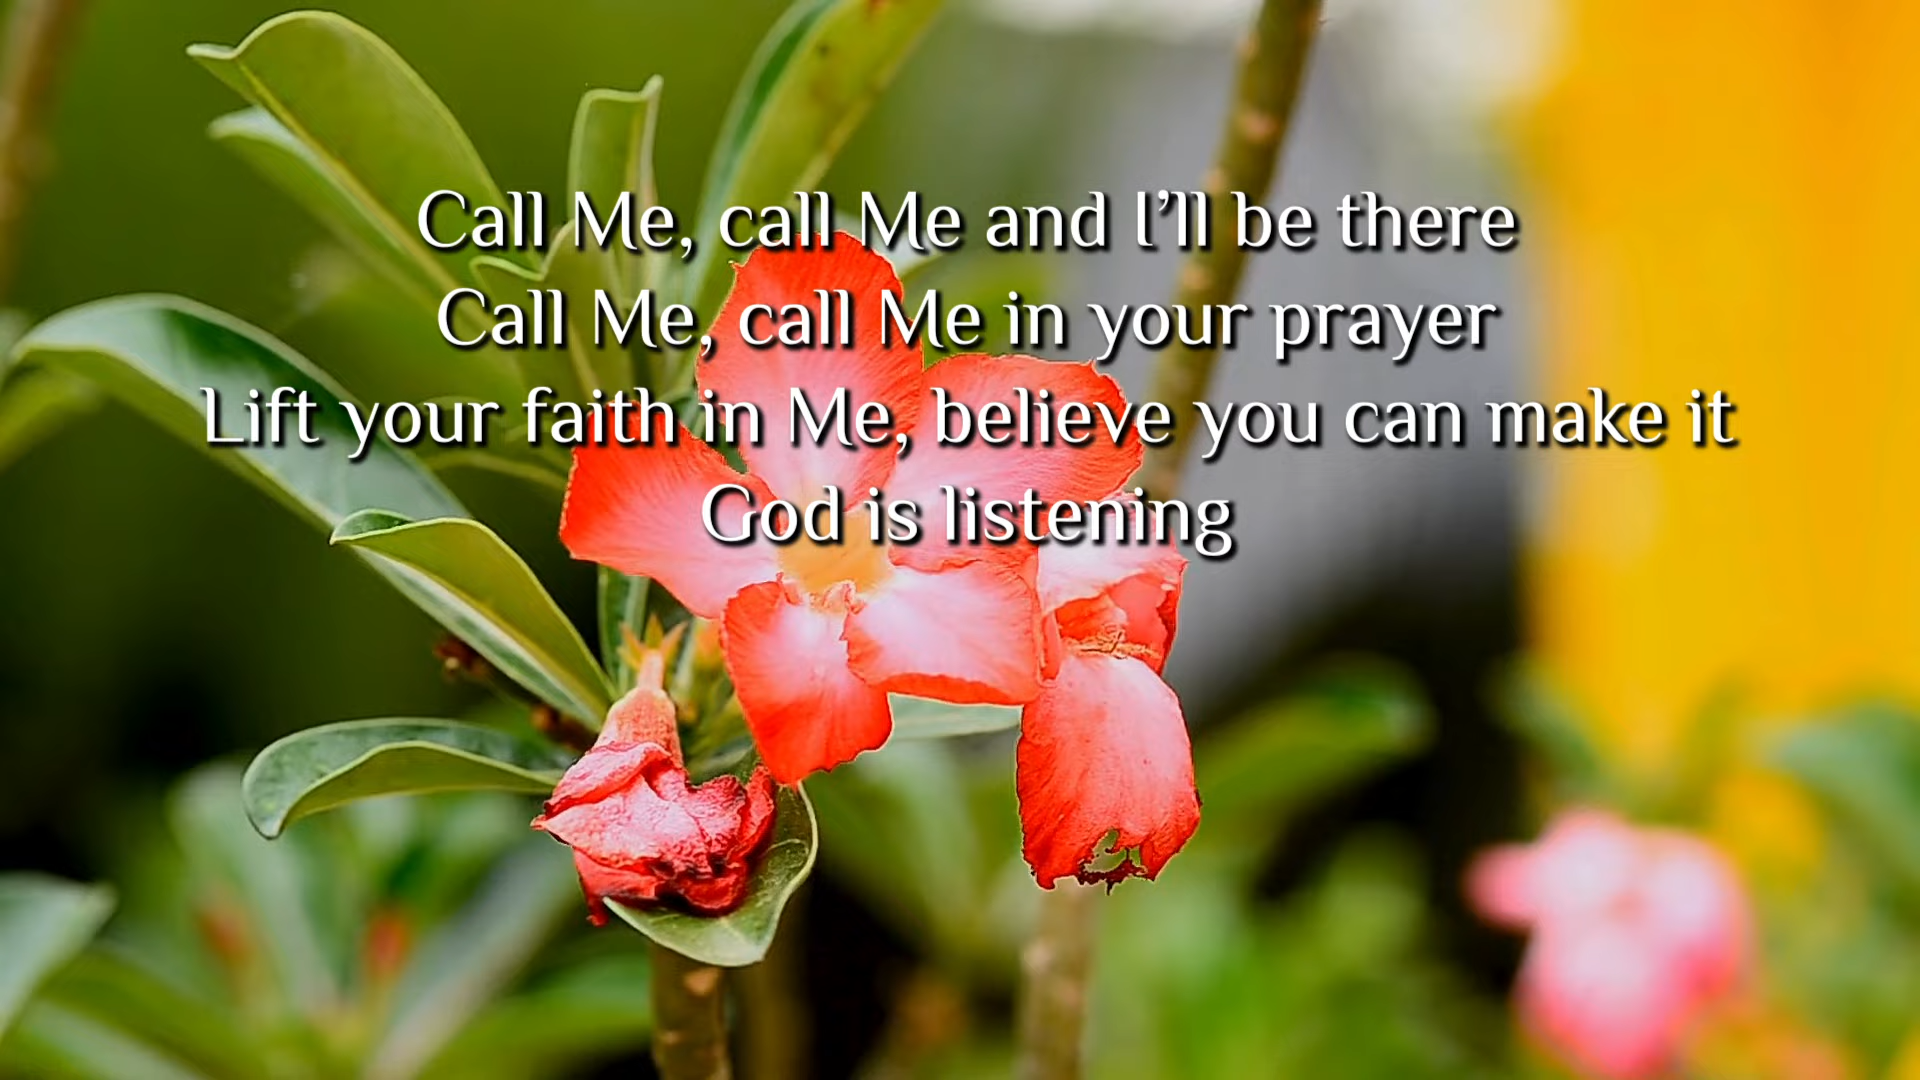 Call Me, call Me and I’ll be there
Call Me, call Me in your prayer
Lift your faith in Me, believe you can make it
God is listening